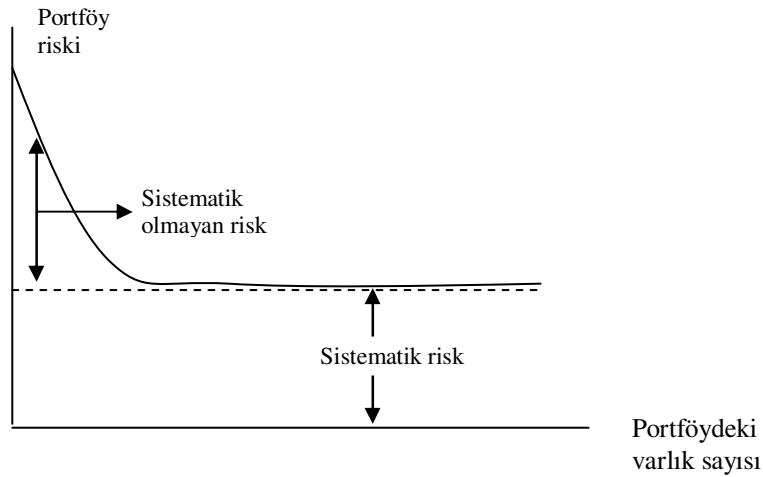 Portföy
riski
Sistematik
olmayan risk
Sistematik risk
Portföydeki
varlık sayısı